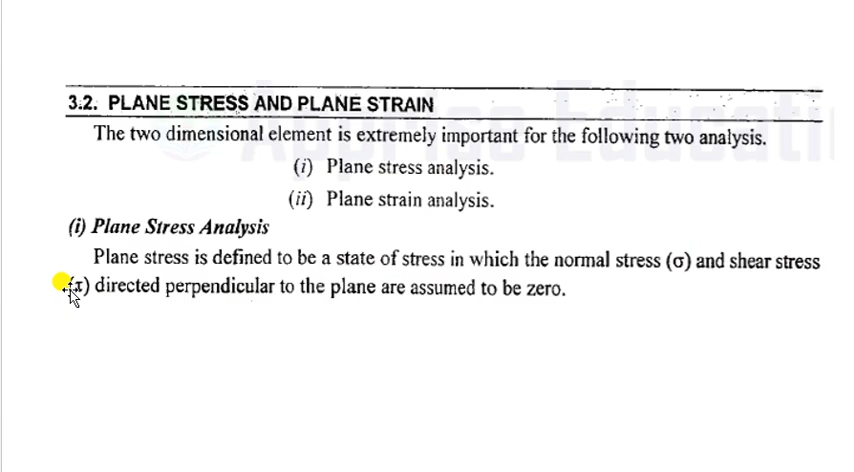 3.2. PLANE STRESS AND PLANE STRAIN
The two dimensional element is extremely important for the following two analysis.
(i) Plane stress analysis.
(ii) Plane strain analysis.
(i) Plane Stress Analysis
Plane stress is defined to be a state of stress in which the normal stress (σ) and shear stress
(τ) directed perpendicular to the plane are assumed to be zero.